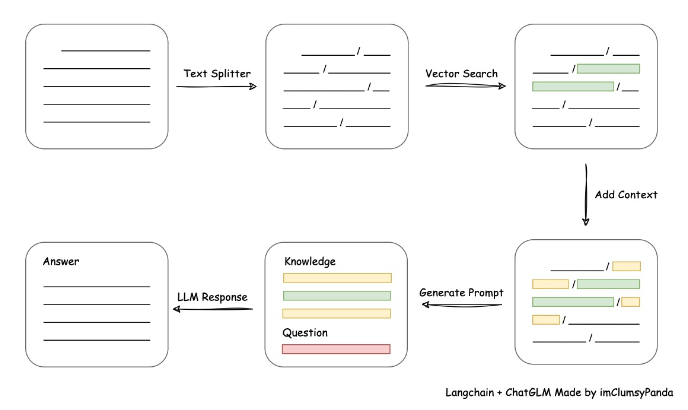 Text Splitter
Vector Search
Add Context
Answer
LLM Response
Knowledge
Question
Generate Prompt
Langchain + ChatGLM Made by imClumsyPanda